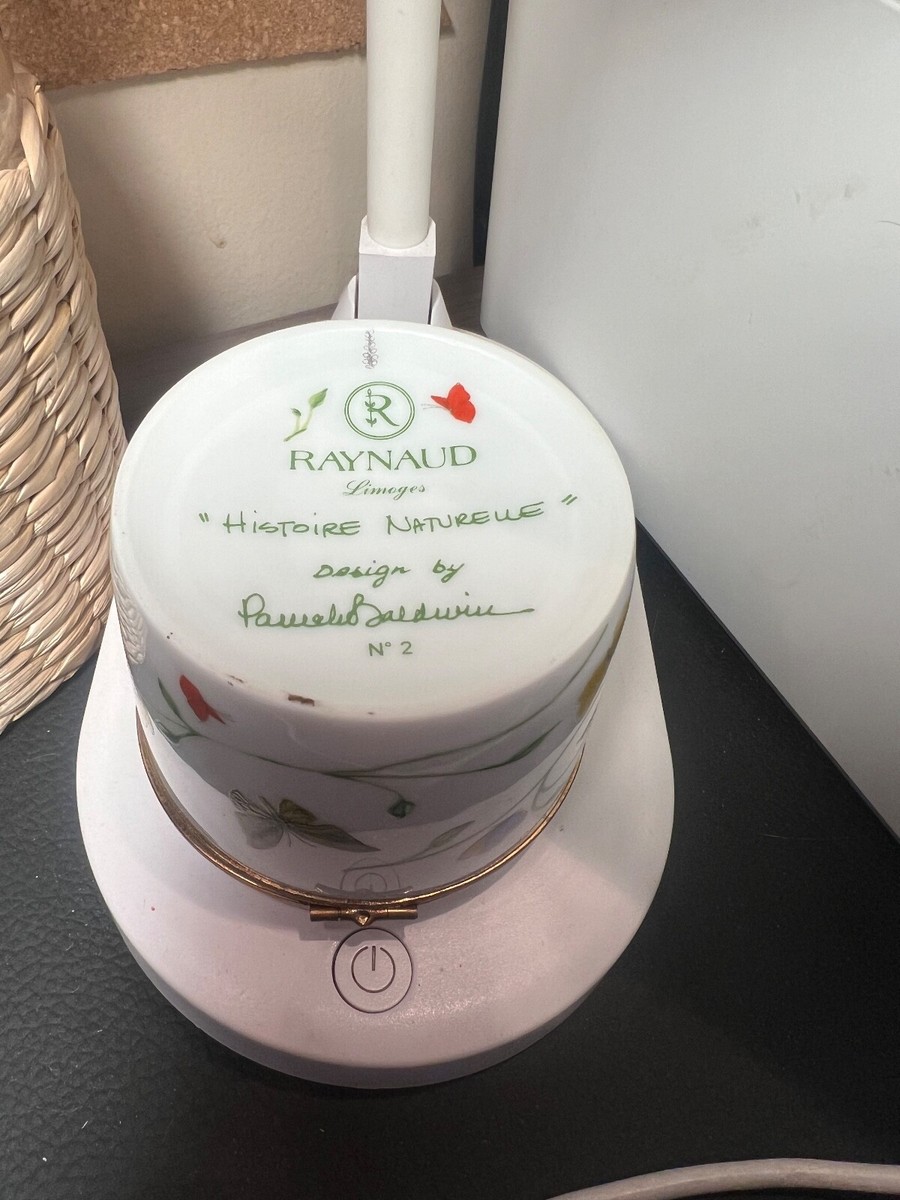 R
RAYNAUD
Limoges
" HISTOIRE NATURELLE "
Design by
Pamela Baldwin
N° 2